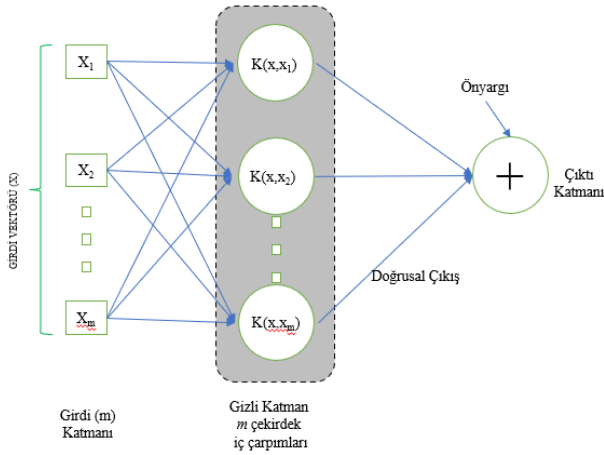 X1
K(x,x1)
Önyargı
X2
K(x,x2)
+
Çıktı
Katmanı
GİRDİ VEKTÖRÜ (X)
Doğrusal Çıkış
Xm
K(x,xm)
Girdi (m)
Katmanı
Gizli Katman
m çekirdek
iç çarpımları